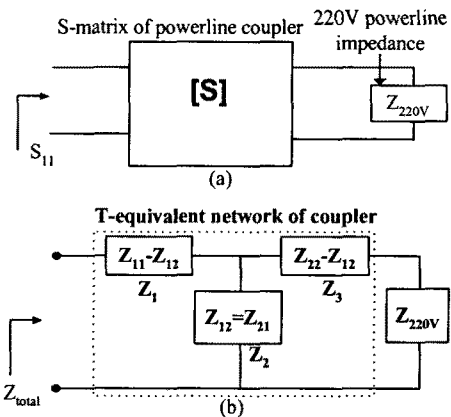 S-matrix of powerline coupler
220V powerline
impedance
[S]
Z220V
S11
(a)
T-equivalent network of coupler
Z11-Z12
Z22-Z12
Z1
Z3
Z12=Z21
Z220V
Z2
Ztotal
(b)